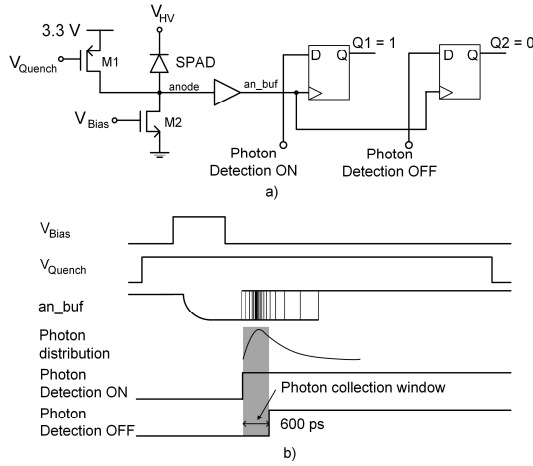 V_HV
3.3 V
V_Quench
M1
SPAD
anode
an_buf
V_Bias
M2
D Q
Q1 = 1
D Q
Q2 = 0
Photon
Detection ON
Photon
Detection OFF
a)
V_Bias
V_Quench
an_buf
Photon
distribution
Photon
Detection ON
Photon collection window
Photon
Detection OFF
600 ps
b)